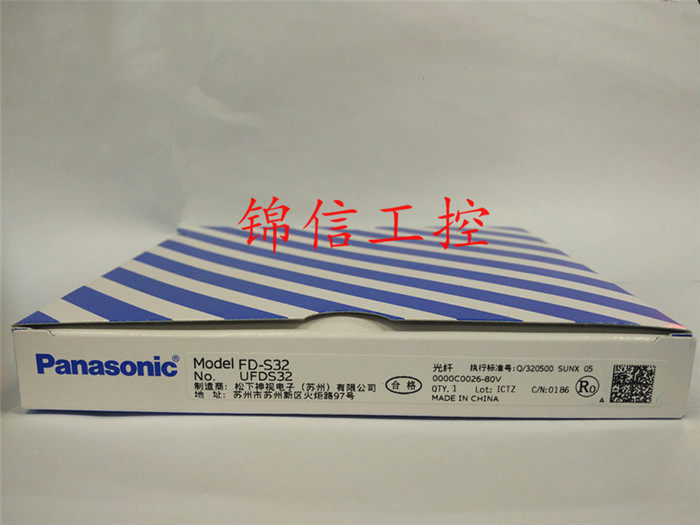 锦信工控
Panasonic®
Model FD-S32
No. UFDS32
制造商: 松下神视电子(苏州)有限公司
地 址: 苏州市苏州新区火炬路97号
合格
光纤 执行标准号:Q/320500 SUNX 05
0000C0026-80V
QTY. 1 Lot: ICTZ C/N:0186
MADE IN CHINA
Ro
A